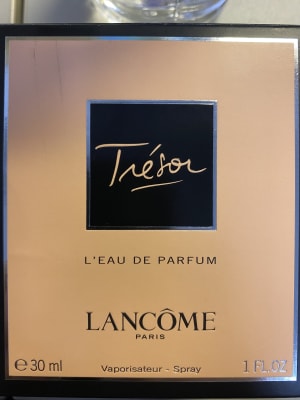 Trésor
L'EAU DE PARFUM
LANCÔME
PARIS
℮ 30 ml
Vaporisateur - Spray
1 FL.OZ